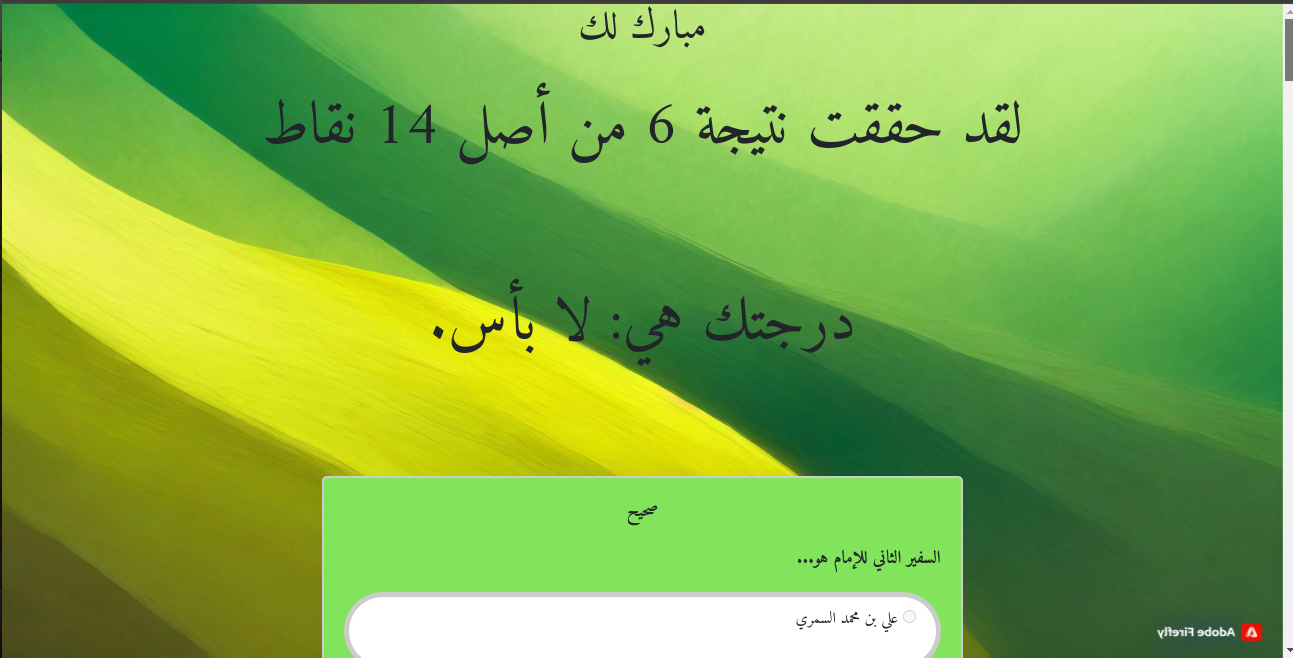 مبارك لك
لقد حققت نتيجة 6 من أصل 14 نقاط
درجتك هي: لا بأس.
صحيح
السفير الثاني للإمام هو...
علي بن محمد السمري
Adobe Firefly